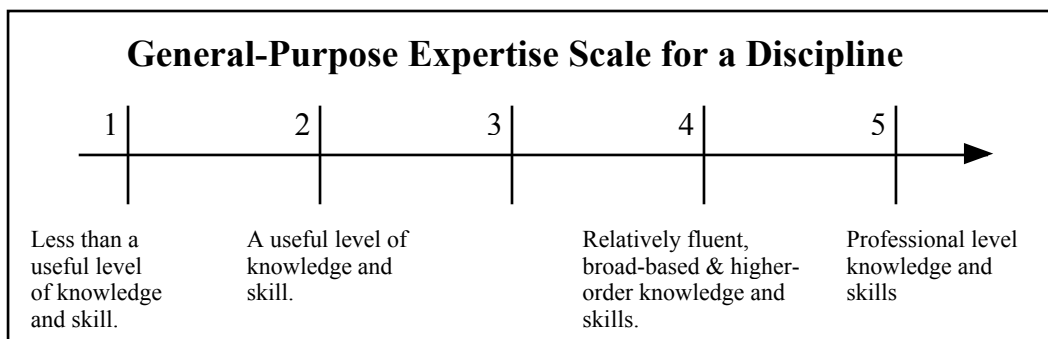 General-Purpose Expertise Scale for a Discipline
1 2 3 4 5
Less than a
useful level
of knowledge
and skill.
A useful level of
knowledge and
skill.
Relatively fluent,
broad-based & higher-
order knowledge and
skills.
Professional level
knowledge and
skills